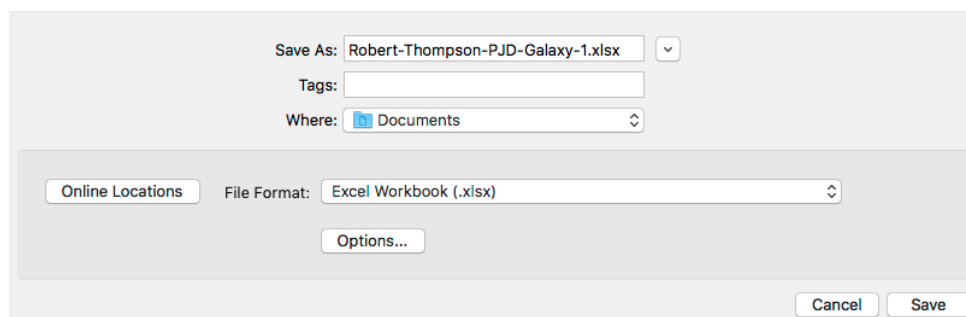 Save As: Robert-Thompson-PJD-Galaxy-1.xlsx
Tags:
Where: Documents
Online Locations File Format: Excel Workbook (.xlsx)
Options...
Cancel Save